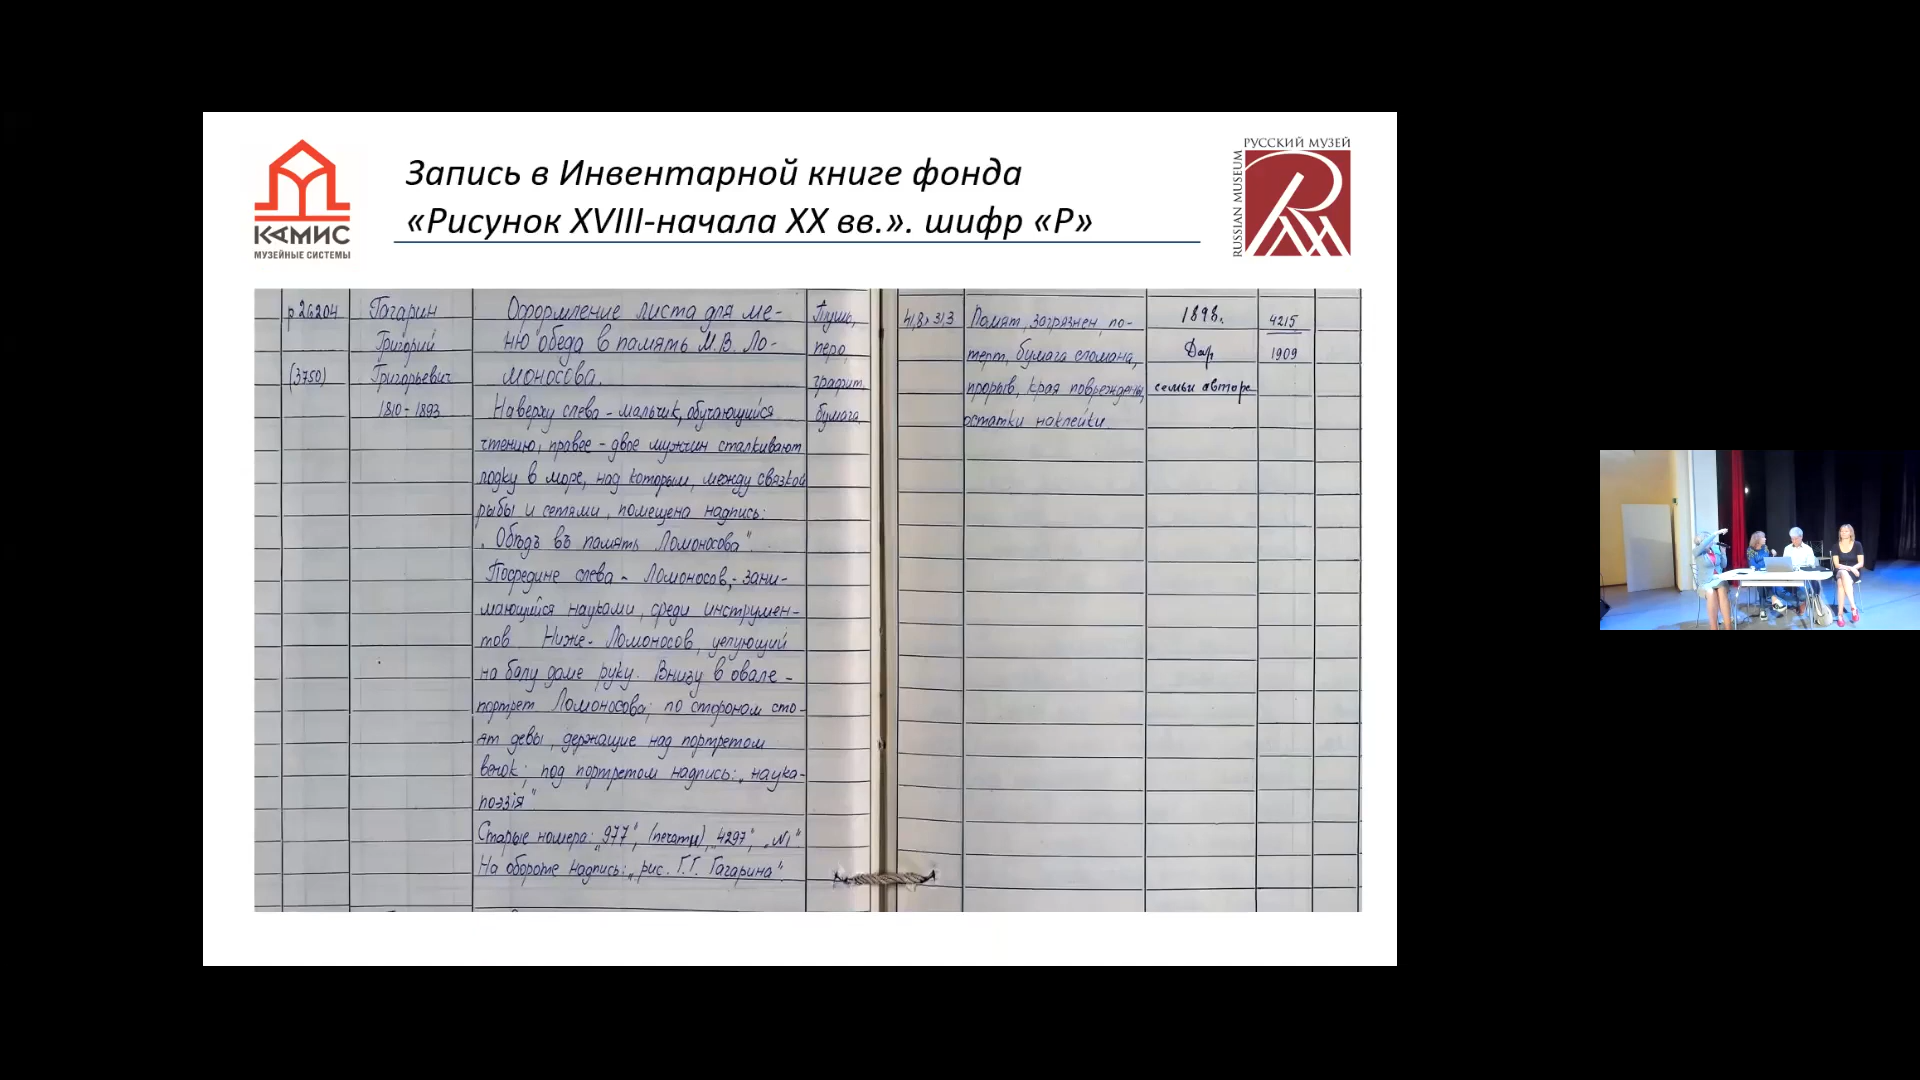 КАМИС
МУЗЕЙНЫЕ СИСТЕМЫ
Запись в Инвентарной книге фонда
«Рисунок XVIII-начала XX вв.». шифр «Р»
РУССКИЙ МУЗЕЙ
RUSSIAN MUSEUM
р 26204
(3750)
Гагарин
Григорий
Григорьевич
1810 - 1893
Оформление листа для ме-
ню обеда в память М.В. Ло-
моносова.
Наверху слева - мальчик, обучающийся
чтению, правее - двое мужчин сталкивают
лодку в море, над которым, между связкой
рыбы и сетями, помещена надпись:
„Обѣдъ въ память Ломоносова".
Посредине слева - Ломоносов, - зани-
мающийся науками, среди инструмен-
тов. Ниже - Ломоносов, целующий
на балу даме руку. Внизу в овале -
портрет Ломоносова; по сторонам сто-
ят девы, держащие над портретом
венок; под портретом надпись: „наука-
поэзія"
Старые номера: „977" (печатн), „4297", „N1"
На обороте надпись: „рис. Г.Г. Гагарина".
Тушь,
перо,
графит,
бумага.
41,8 х 31,3
Помят, загрязнен, по-
терт, бумага сломана,
прорыв, края повреждены,
остатки наклейки.
1898.
Дар
семьи автора
4215
1909